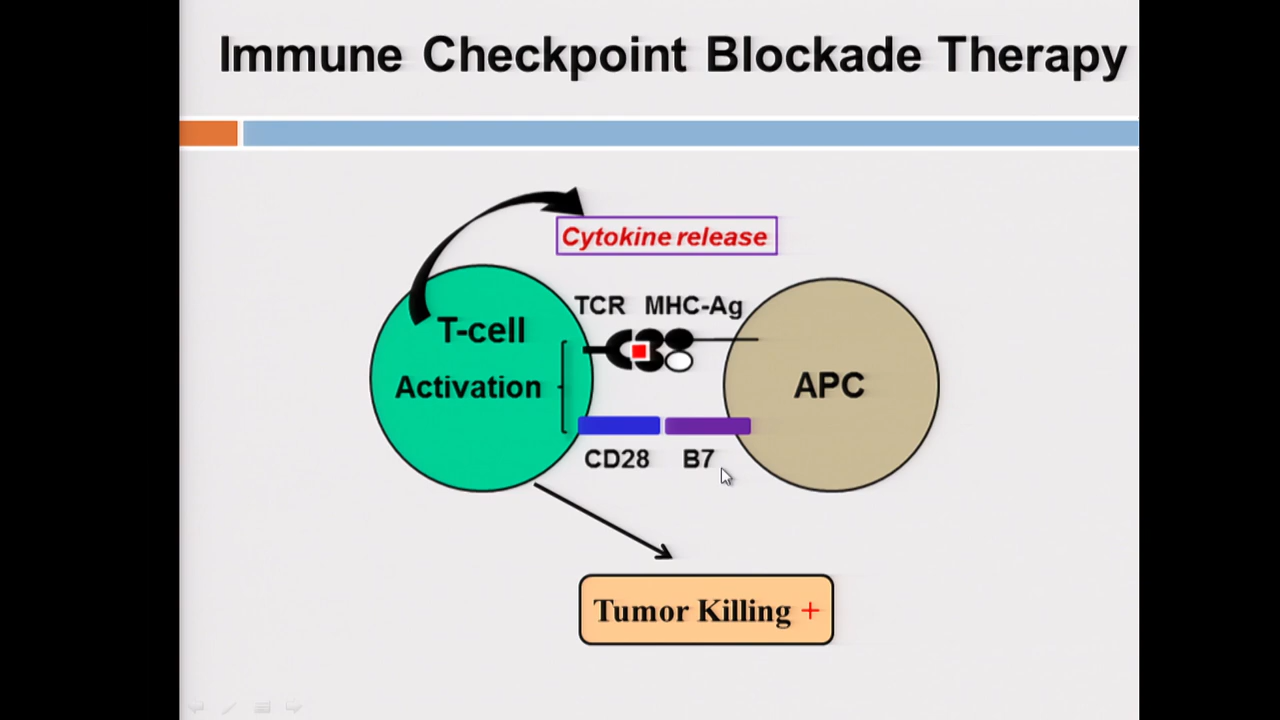 Immune Checkpoint Blockade Therapy
Cytokine release
TCR MHC-Ag
T-cell
Activation
APC
CD28 B7
Tumor Killing +